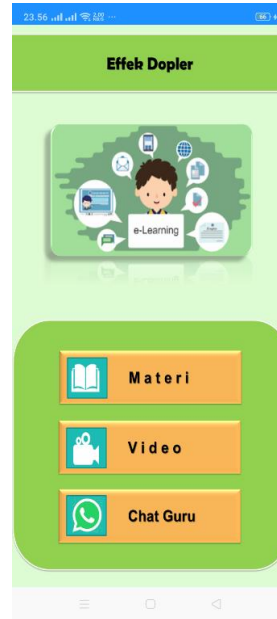 23.56
Effek Dopler
e-Learning
Materi
Video
Chat Guru